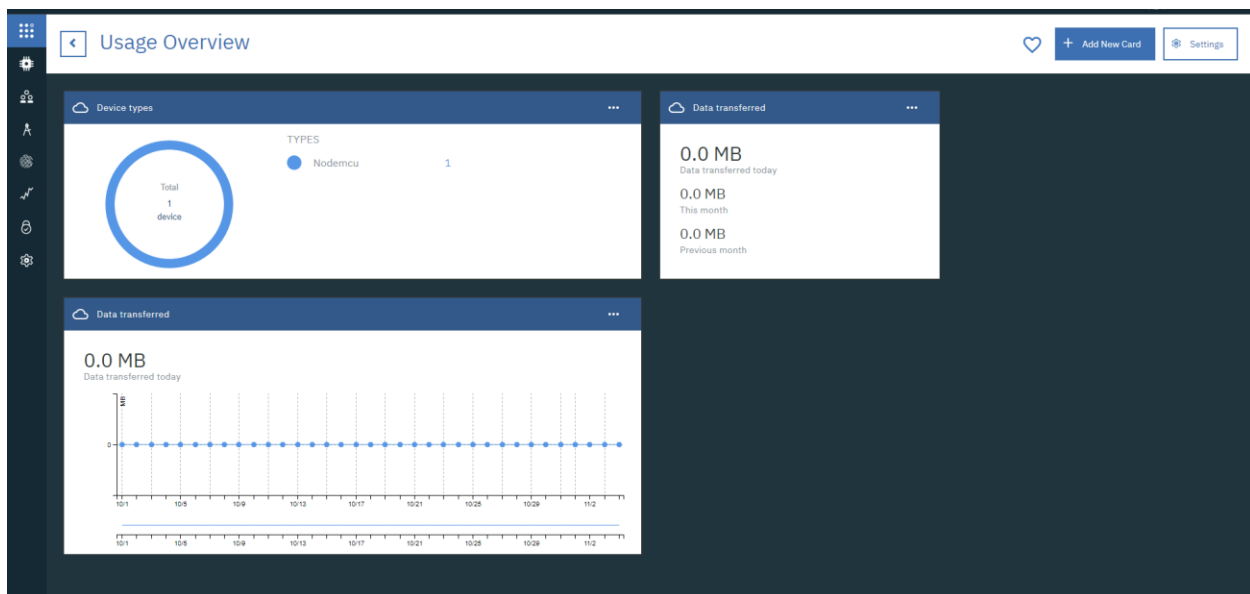 Usage Overview
+ Add New Card
Settings
Device types
TYPES
Nodemcu 1
Total
1
device
Data transferred
0.0 MB
Data transferred today
0.0 MB
This month
0.0 MB
Previous month
Data transferred
0.0 MB
Data transferred today
MB
0
10/1 10/5 10/9 10/13 10/17 10/21 10/25 10/29 11/2
10/1 10/5 10/9 10/13 10/17 10/21 10/25 10/29 11/2